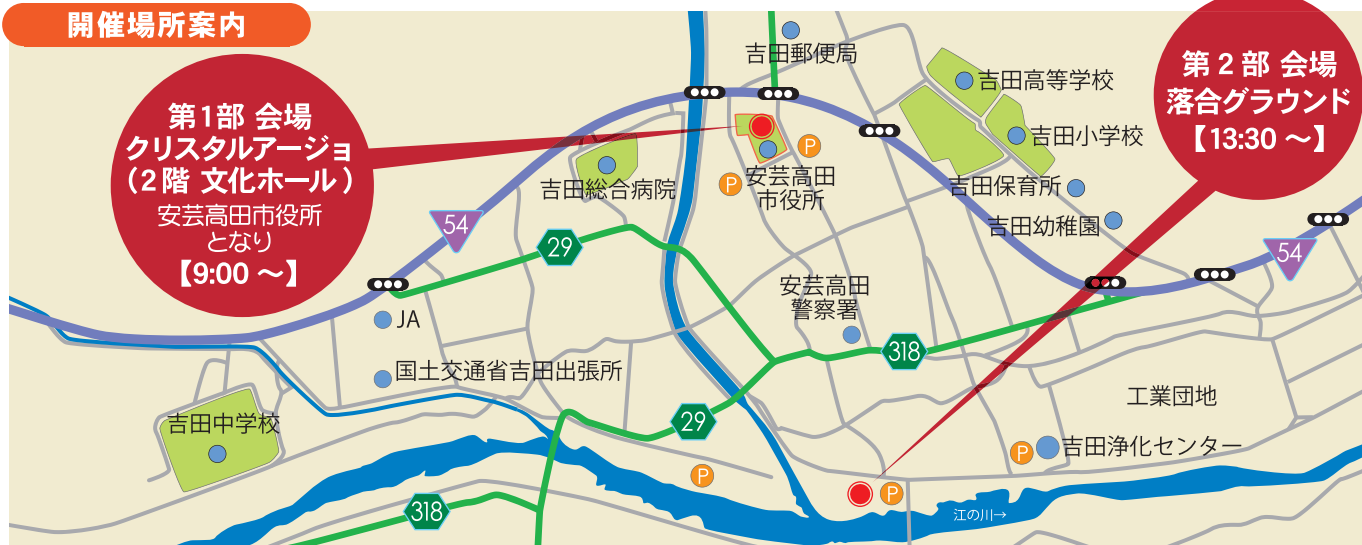 開催場所案内
第1部 会場
クリスタルアージョ
(2階 文化ホール)
安芸高田市役所
となり
【9:00 ～】
第2部 会場
落合グラウンド
【13:30 ～】
吉田郵便局
吉田高等学校
吉田小学校
P
吉田総合病院
P
安芸高田
市役所
吉田保育所
吉田幼稚園
54
29
54
安芸高田
警察署
JA
318
国土交通省吉田出張所
工業団地
吉田中学校
29
P
吉田浄化センター
P
P
318
江の川→